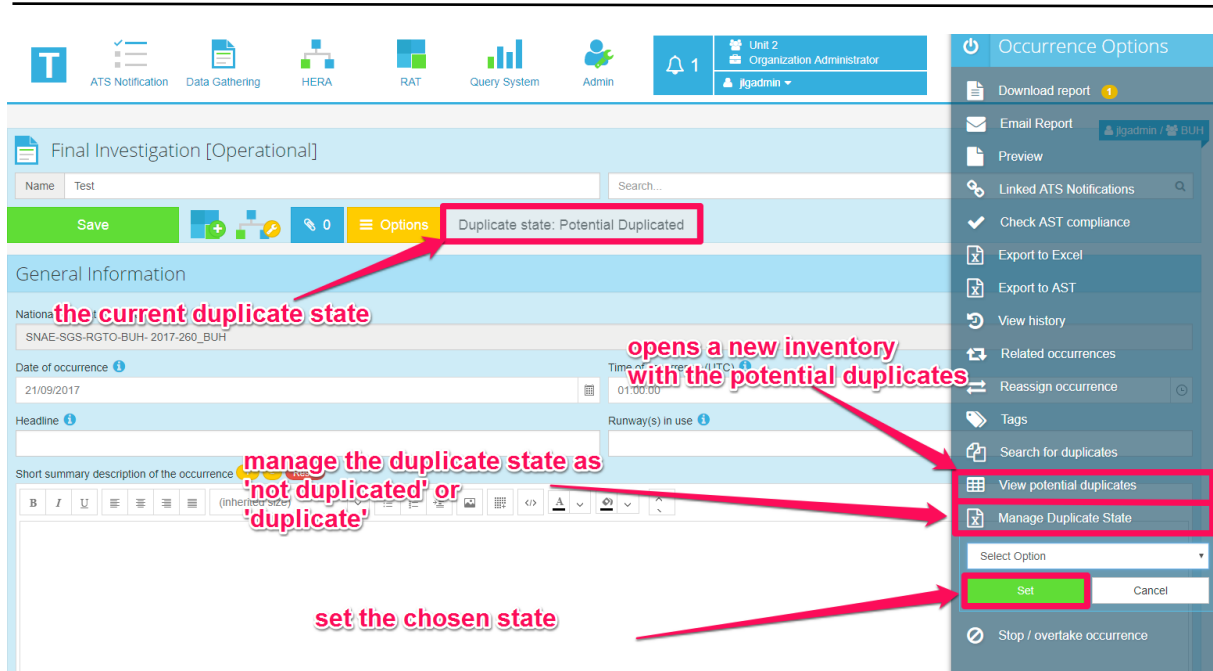 T
ATS Notification
Data Gathering
HERA
RAT
Query System
Admin
1
Unit 2
Organization Administrator
jlgadmin
Occurrence Options
Download report 1
Email Report
jlgadmin / BUH
Preview
Linked ATS Notifications
Check AST compliance
Export to Excel
Export to AST
View history
Related occurrences
Reassign occurrence
Tags
Search for duplicates
View potential duplicates
Manage Duplicate State
Select Option
Set
Cancel
Stop / overtake occurrence
Final Investigation [Operational]
Name
Test
Search...
Save
0
Options
Duplicate state: Potential Duplicated
General Information
the current duplicate state
SNAE-SGS-RGTO-BUH- 2017-260_BUH
opens a new inventory
with the potential duplicates
Date of occurrence
21/09/2017
01:00:00
Headline
Runway(s) in use
Short summary description of the occurrence
manage the duplicate state as
'not duplicated' or
'duplicate'
B I U
A
set the chosen state